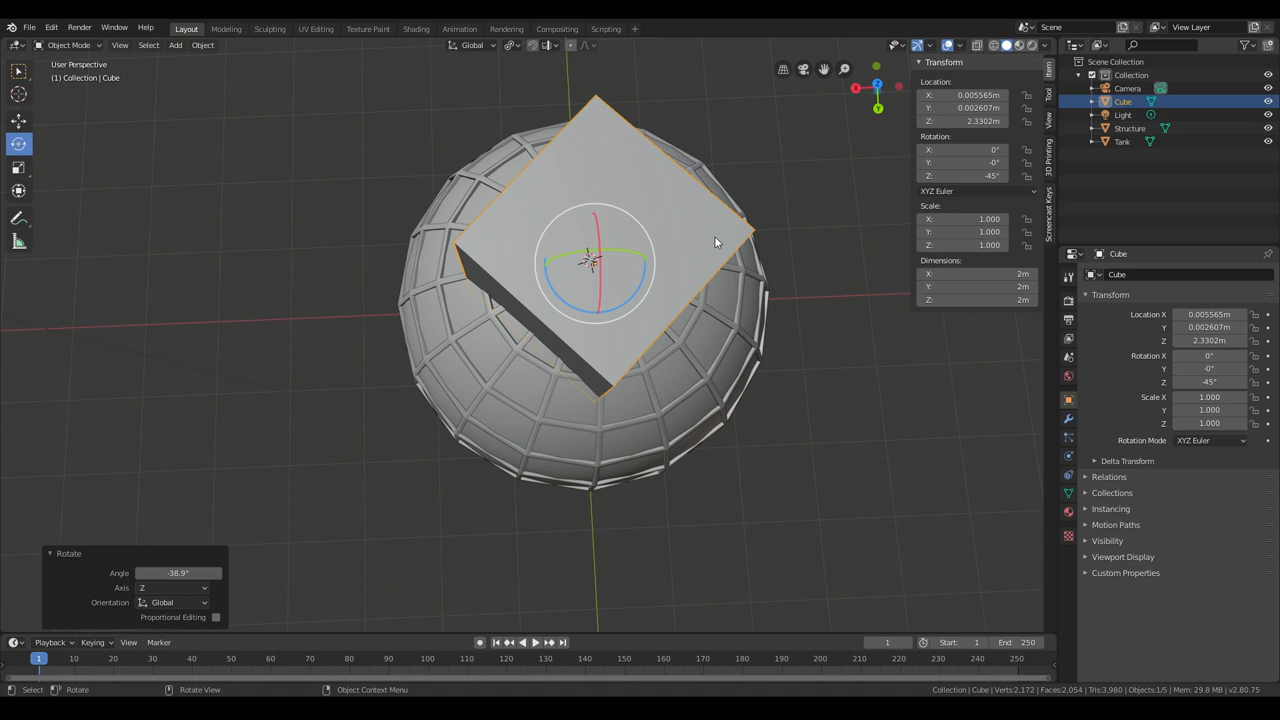 File Edit Render Window Help Layout Modeling Sculpting UV Editing Texture Paint Shading Animation Rendering Compositing Scripting + Scene View Layer
Object Mode View Select Add Object Global
User Perspective
(1) Collection | Cube
X Z Y
Transform
Location:
X: 0.005565m
Y: 0.002607m
Z: 2.3302m
Rotation:
X: 0°
Y: -0°
Z: -45°
XYZ Euler
Scale:
X: 1.000
Y: 1.000
Z: 1.000
Dimensions:
X: 2m
Y: 2m
Z: 2m
Item
Tool
View
3D Printing
Screencast Keys
Scene Collection
Collection
Camera
Cube
Light
Structure
Tank
Cube
Cube
Transform
Location X 0.005565m
Y 0.002607m
Z 2.3302m
Rotation X 0°
Y -0°
Z -45°
Scale X 1.000
Y 1.000
Z 1.000
Rotation Mode XYZ Euler
Delta Transform
Relations
Collections
Instancing
Motion Paths
Visibility
Viewport Display
Custom Properties
Rotate
Angle -38.9°
Axis Z
Orientation Global
Proportional Editing
Playback Keying View Marker 1 Start: 1 End: 250
1 10 20 30 40 50 60 70 80 90 100 110 120 130 140 150 160 170 180 190 200 210 220 230 240 250
Select Rotate Rotate View Object Context Menu Collection | Cube | Verts:2,172 | Faces:2,054 | Tris:3,980 | Objects:1/5 | Mem: 29.8 MB | v2.80.75